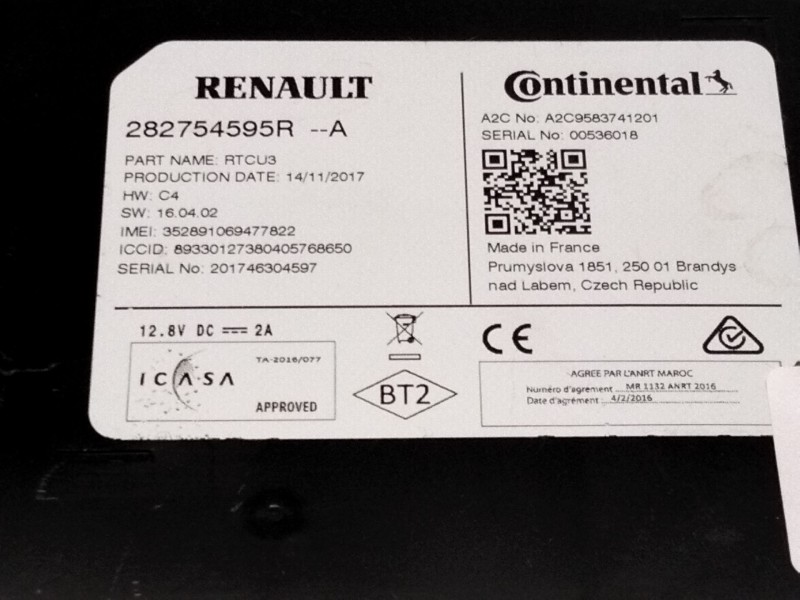 RENAULT
282754595R --A
PART NAME: RTCU3
PRODUCTION DATE: 14/11/2017
HW: C4
SW: 16.04.02
IMEI: 352891069477822
ICCID: 89330127380405768650
SERIAL No: 201746304597
Continental
A2C No: A2C9583741201
SERIAL No: 00536018
Made in France
Prumyslova 1851, 250 01 Brandys
nad Labem, Czech Republic
12.8V DC 2A
TA-2016/077
ICASA
APPROVED
BT2
CE
AGREE PAR L'ANRT MAROC
Numéro d'agrément : MR 1132 ANRT 2016
Date d'agrément : 4/2/2016